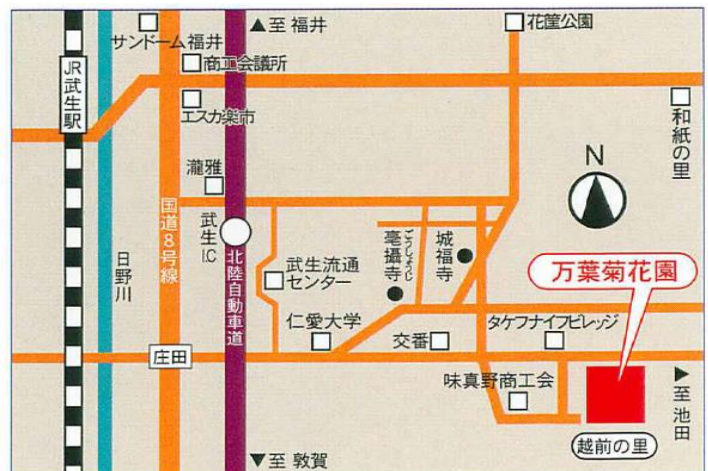 ▲至 福井
花筐公園
サンドーム福井
商工会議所
JR武生駅
エスカ楽市
和紙の里
瀧雅
N
国道8号線
武生I.C
北陸自動車道
日野川
武生流通
センター
ごうしょうじ
毫攝寺
城福寺
万葉菊花園
仁愛大学
交番
タケフナイフビレッジ
庄田
味真野商工会
▶至 池田
越前の里
▼至 敦賀